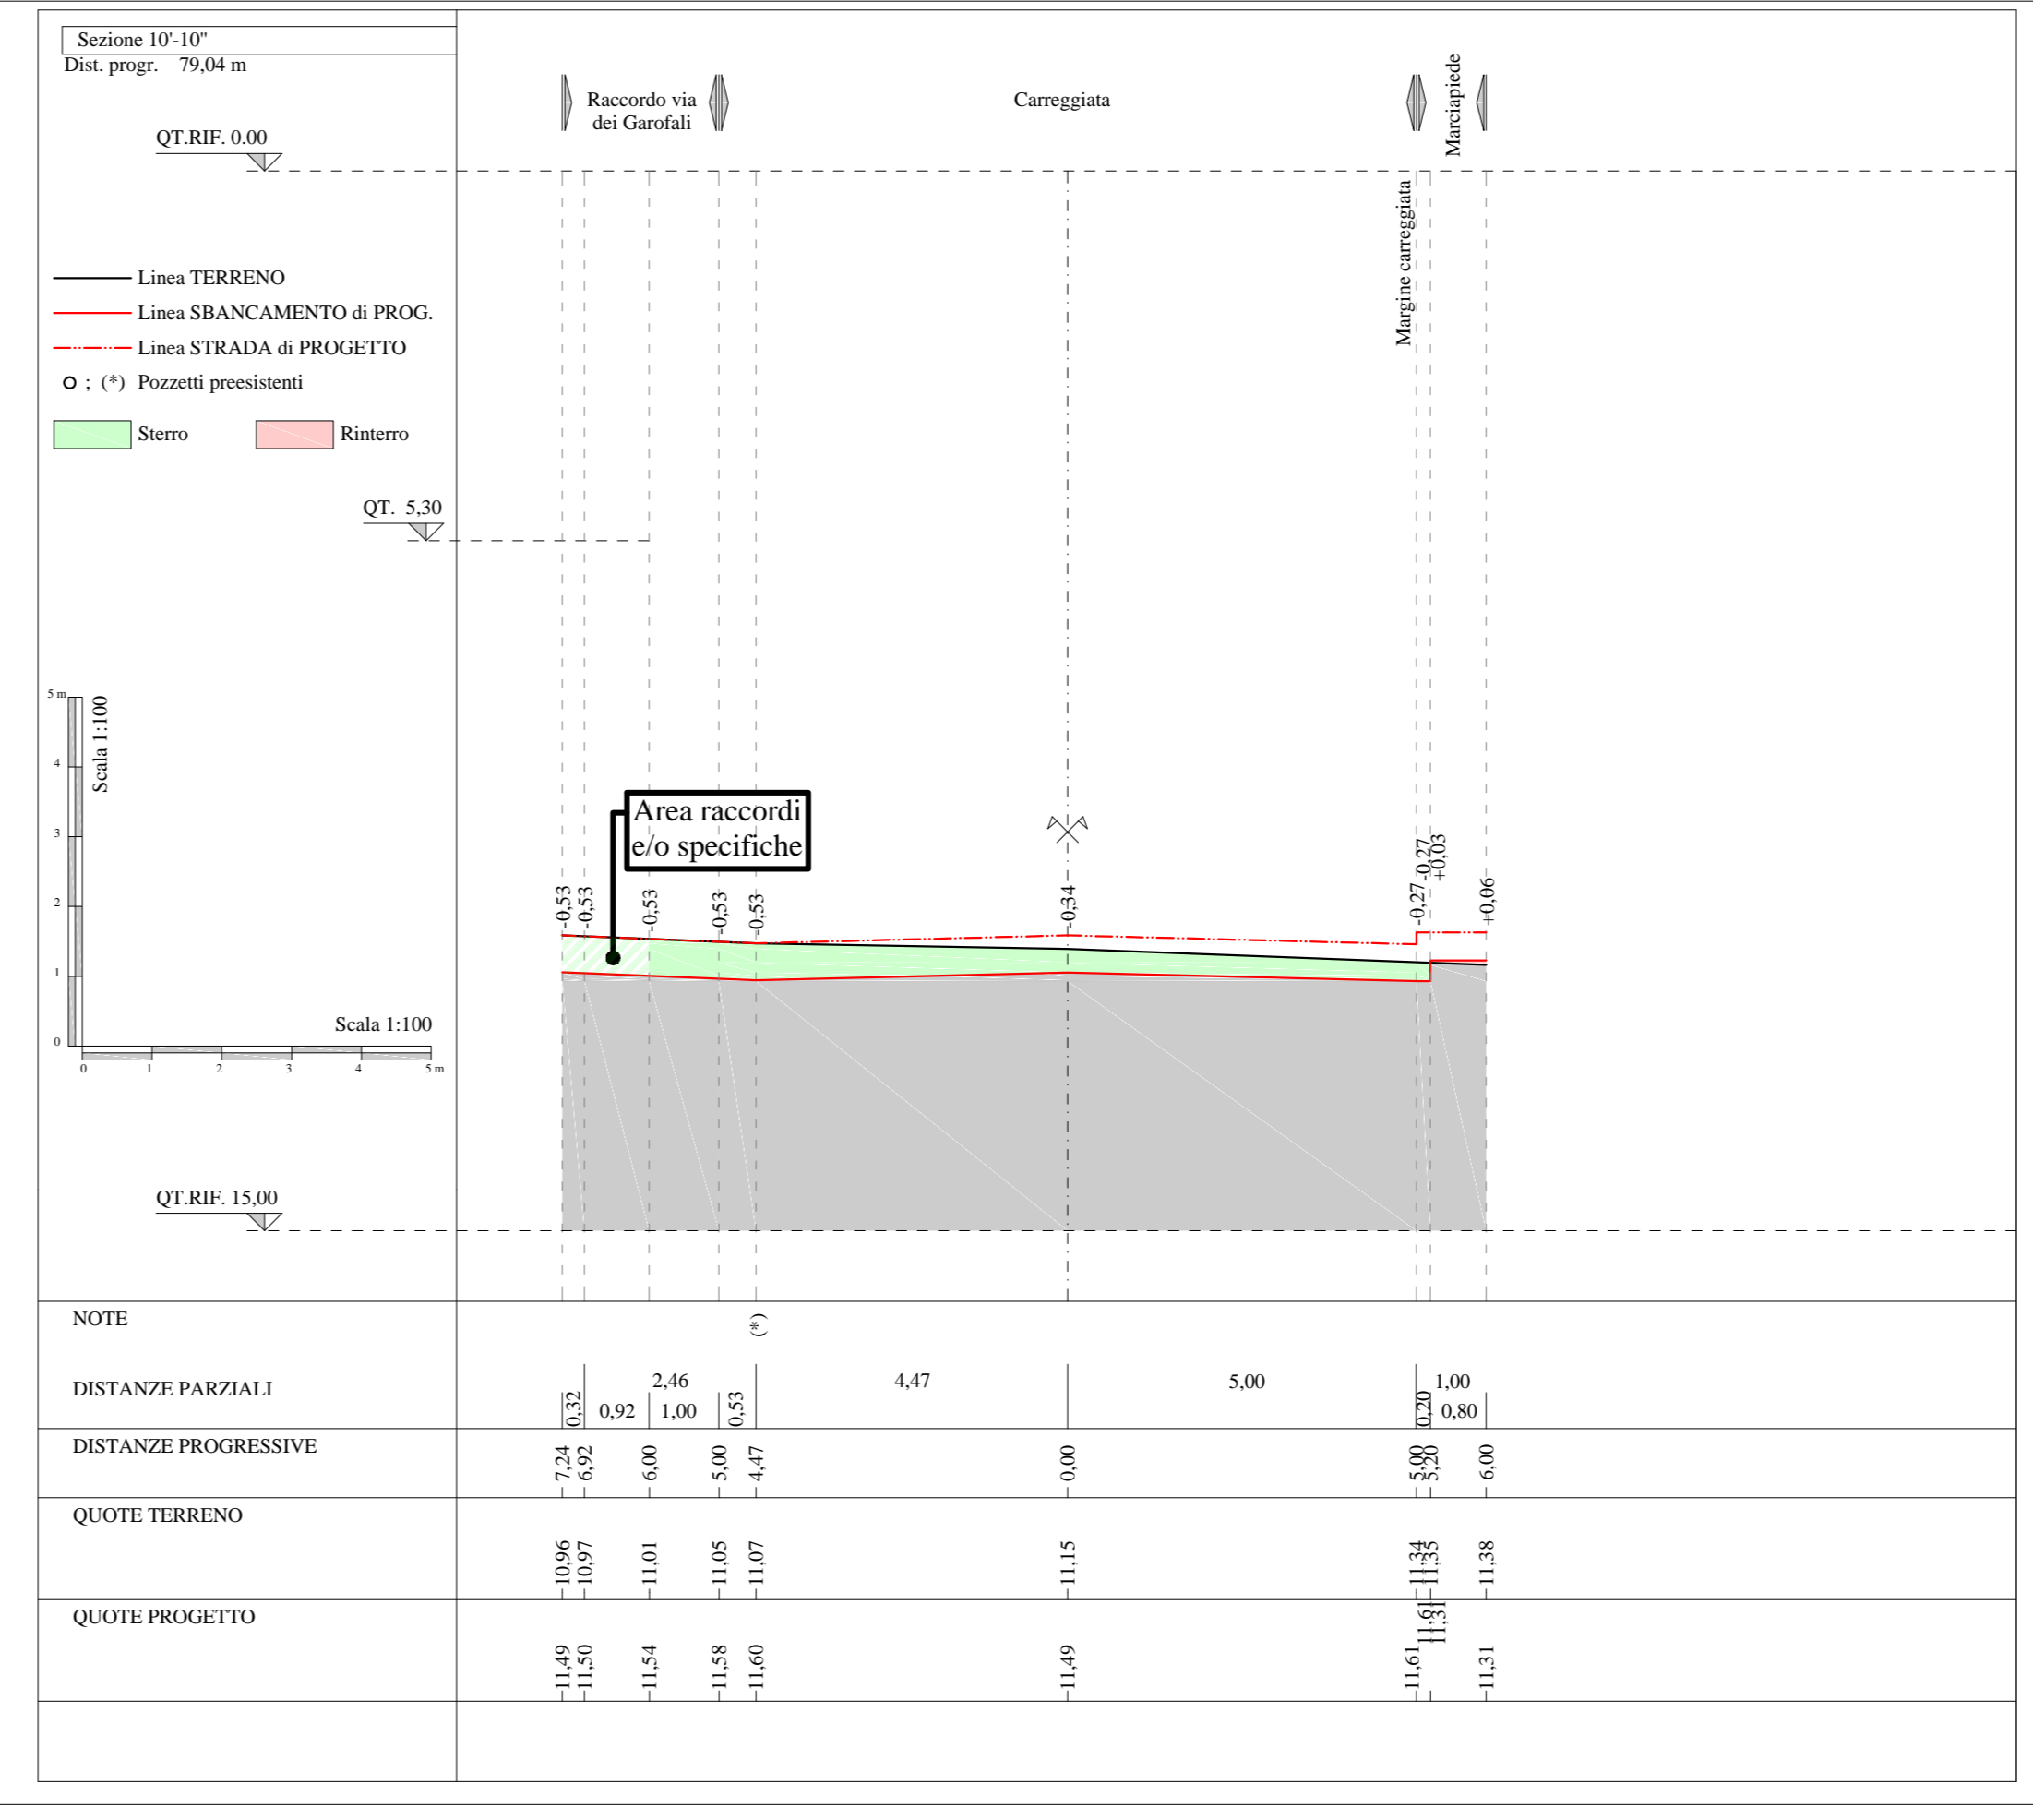 Sezione 10'-10"
Dist. progr. 79,04 m
Raccordo via
dei Garofali
Carreggiata
Marciapiede
QT.RIF. 0.00
Margine carreggiata
Linea TERRENO
Linea SBANCAMENTO di PROG.
Linea STRADA di PROGETTO
; (*) Pozzetti preesistenti
Sterro Rinterro
QT. 5,30
5 m
4
3
2
1
0
Scala 1:100
Scala 1:100
0 1 2 3 4 5 m
Area raccordi
e/o specifiche
-0,53 -0,53 -0,53 -0,53 -0,53 -0,34 -0,27 -0,27 +0,03 +0,06
QT.RIF. 15,00
NOTE (*)
DISTANZE PARZIALI
2,46 4,47 5,00 1,00
0,32 0,92 1,00 0,53 0,20 0,80
DISTANZE PROGRESSIVE
7,24 6,92 6,00 5,00 4,47 0,00 5,00 5,20 6,00
QUOTE TERRENO
10,96 10,97 11,01 11,05 11,07 11,15 11,34 11,35 11,38
QUOTE PROGETTO
11,49 11,50 11,54 11,58 11,60 11,49 11,61 11,61 11,31 11,31